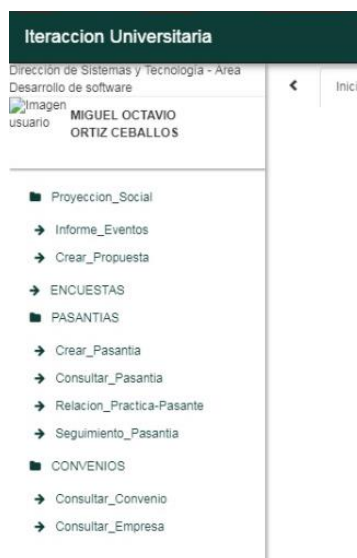 Iteraccion Universitaria
Dirección de Sistemas y Tecnología - Area
Desarrollo de software
Imagen
usuario
MIGUEL OCTAVIO
ORTIZ CEBALLOS
Inici
Proyeccion_Social
Informe_Eventos
Crear_Propuesta
ENCUESTAS
PASANTIAS
Crear_Pasantia
Consultar_Pasantia
Relacion_Practica-Pasante
Seguimiento_Pasantia
CONVENIOS
Consultar_Convenio
Consultar_Empresa